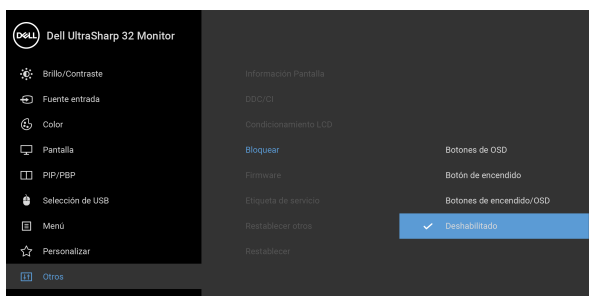 DELL Dell UltraSharp 32 Monitor
Brillo/Contraste
Información Pantalla
Fuente entrada
DDC/CI
Color
Condicionamiento LCD
Pantalla
Bloquear
Botones de OSD
PIP/PBP
Firmware
Botón de encendido
Selección de USB
Etiqueta de servicio
Botones de encendido/OSD
Menú
Restablecer otros
Deshabilitado
Personalizar
Restablecer
Otros